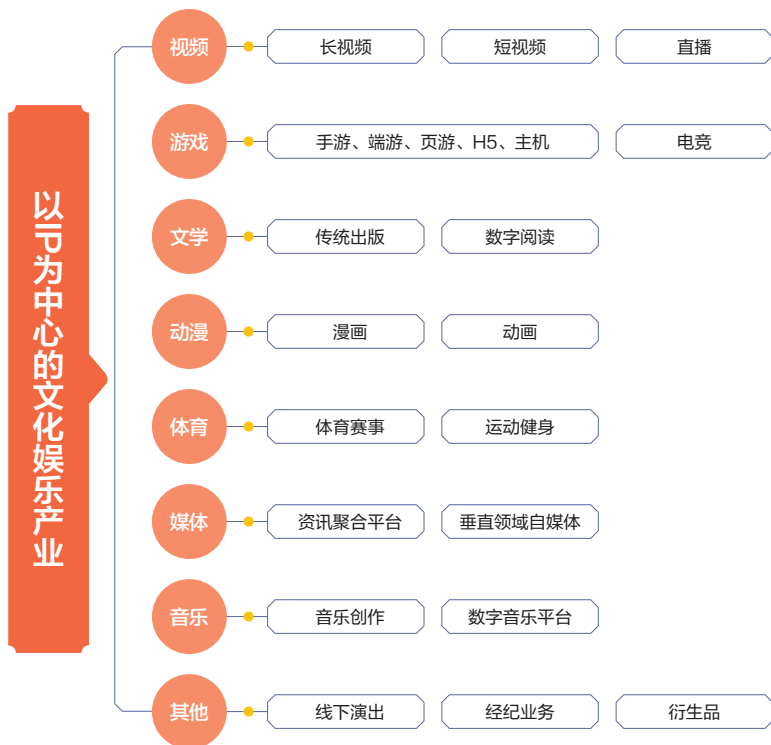 以IP为中心的文化娱乐产业
视频 长视频 短视频 直播
游戏 手游、端游、页游、H5、主机 电竞
文学 传统出版 数字阅读
动漫 漫画 动画
体育 体育赛事 运动健身
媒体 资讯聚合平台 垂直领域自媒体
音乐 音乐创作 数字音乐平台
其他 线下演出 经纪业务 衍生品